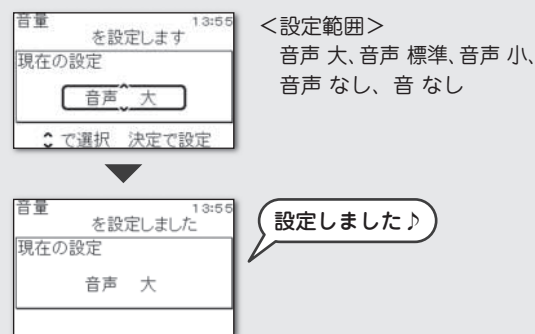 音量 13:55
を設定します
現在の設定
音声 大
で選択 決定で設定
＜設定範囲＞
音声 大、音声 標準、音声 小、
音声 なし、音 なし
音量 13:55
を設定しました
現在の設定
音声 大
設定しました♪